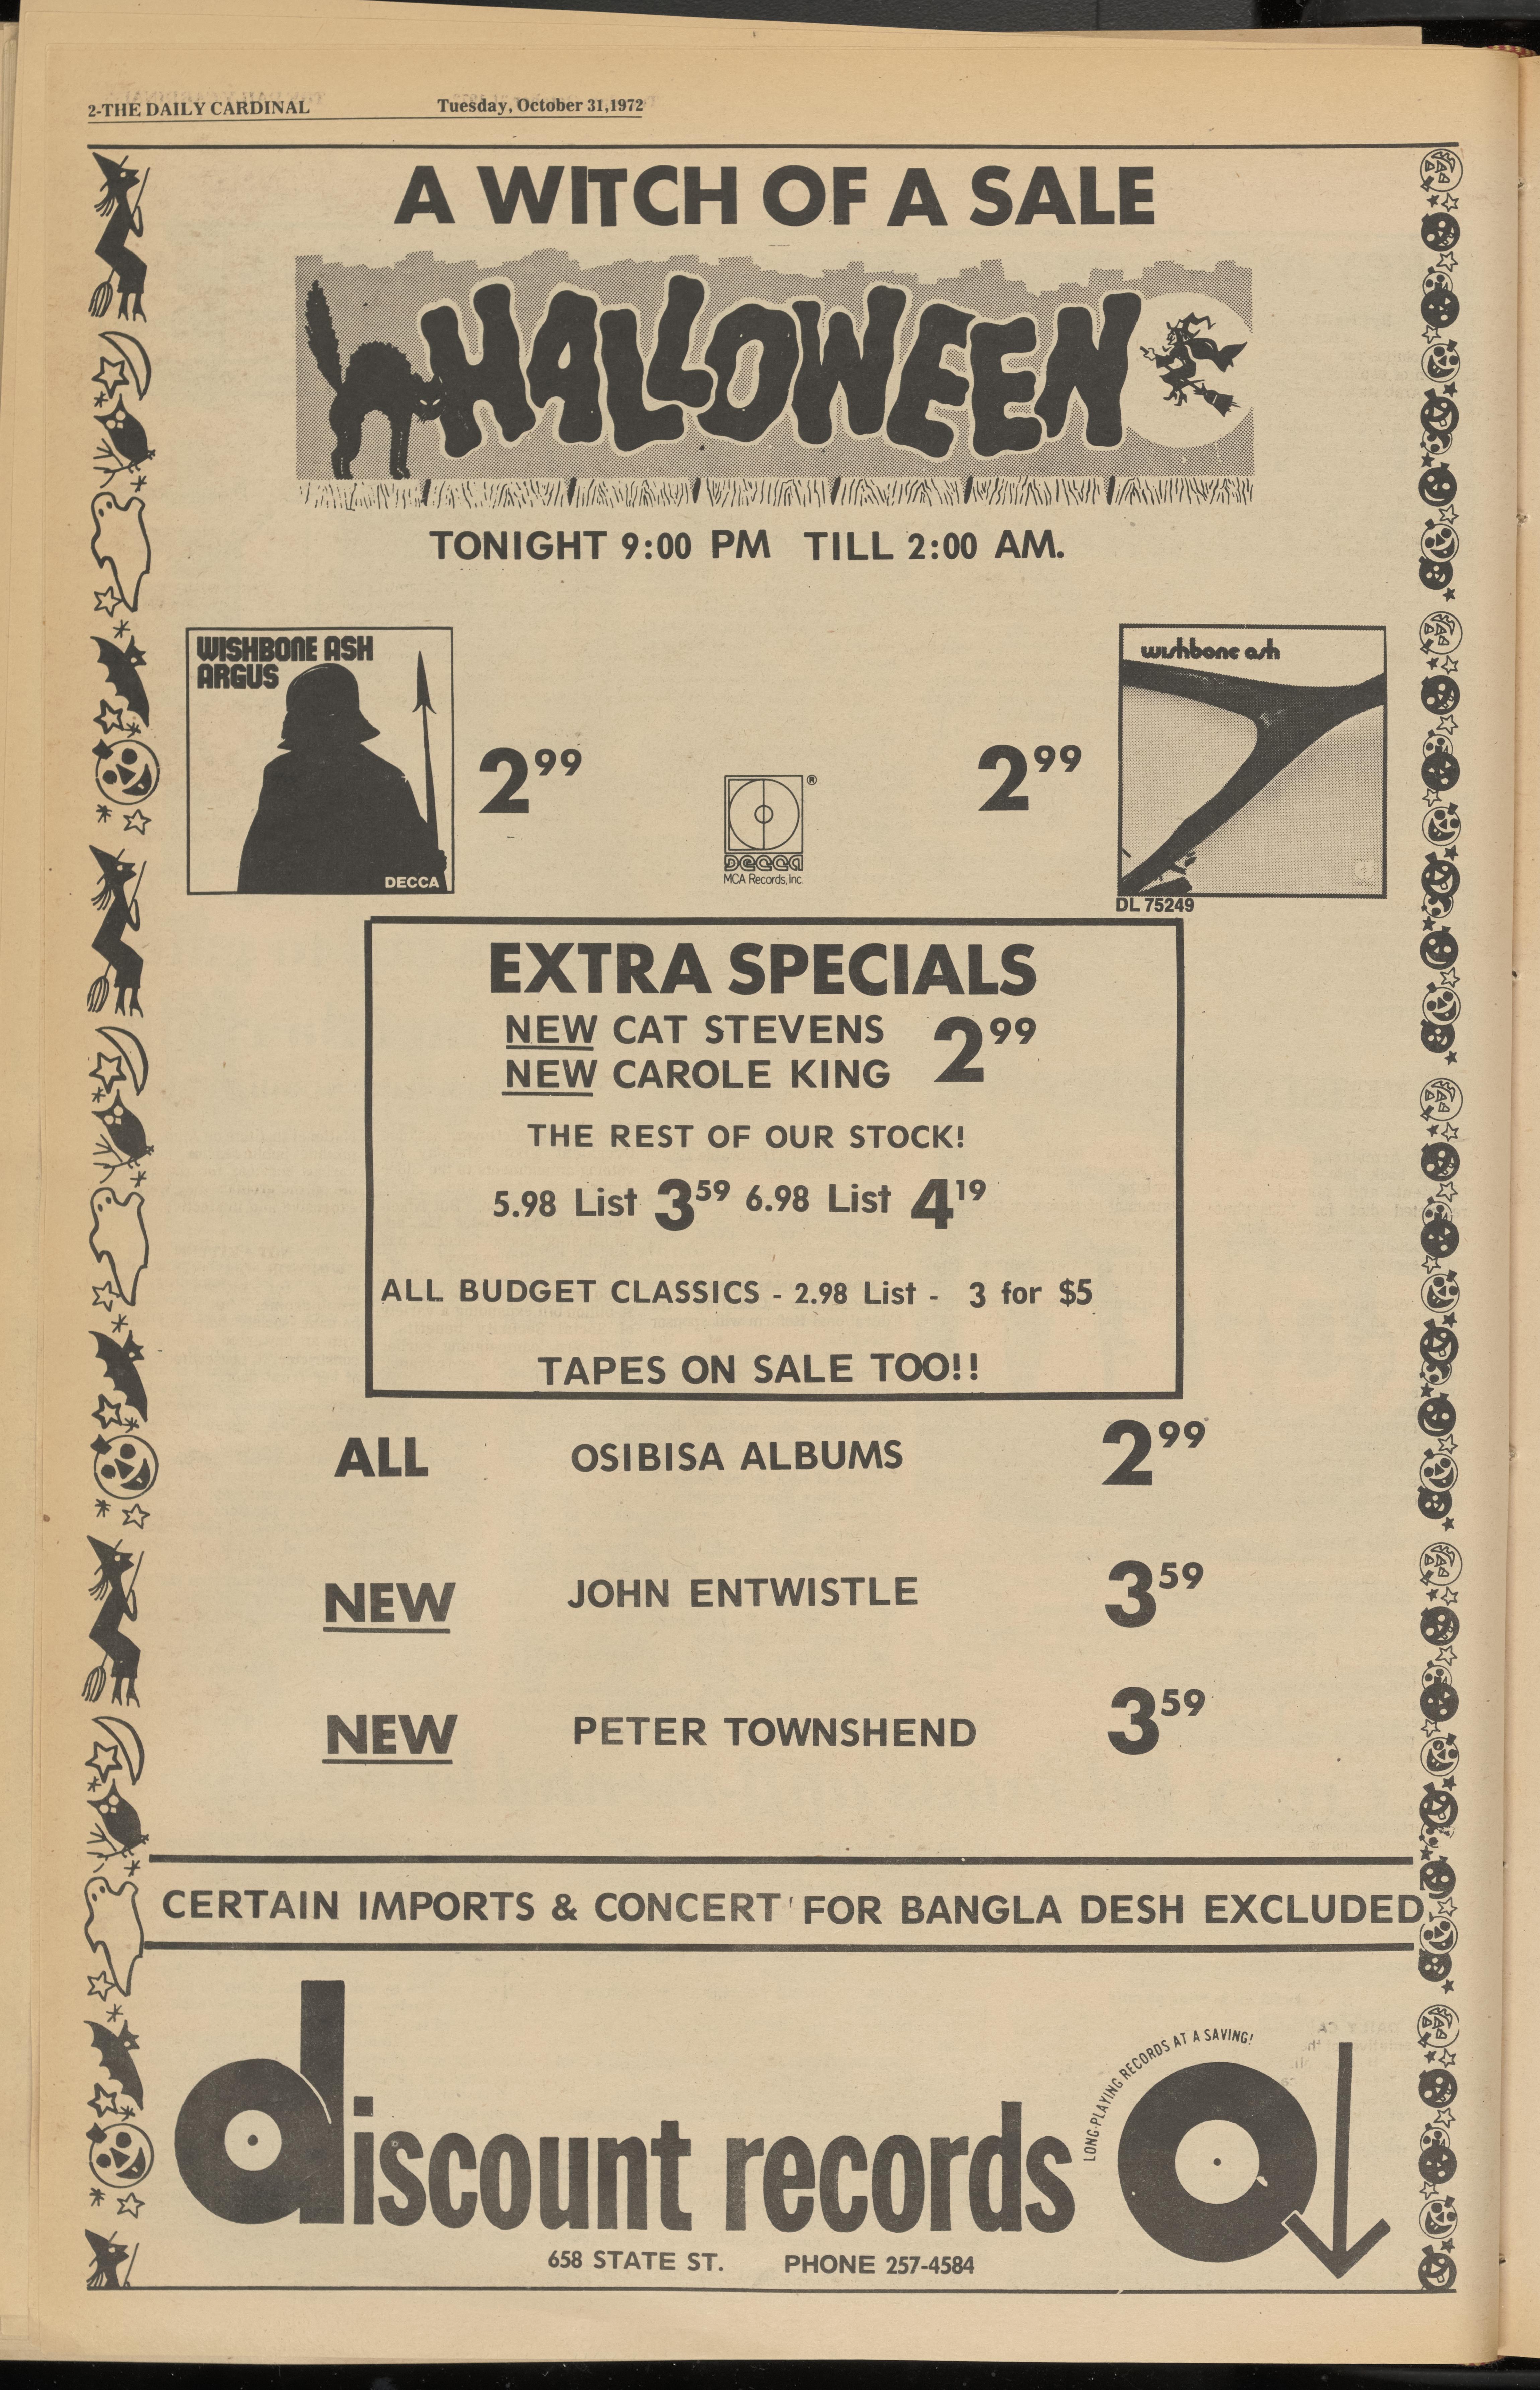 2-THE DAILY CARDINAL Tuesday, October 31, 1972
A WITCH OF A SALE
HALLOWEEN
TONIGHT 9:00 PM TILL 2:00 AM.
WISHBONE ASH
ARGUS
DECCA
2 99
DECCA
MCA Records, Inc.
®
2 99
wishbone ash
DL 75249
EXTRA SPECIALS
NEW CAT STEVENS
NEW CAROLE KING
2 99
THE REST OF OUR STOCK!
5.98 List 3 59 6.98 List 4 19
ALL BUDGET CLASSICS - 2.98 List - 3 for $5
TAPES ON SALE TOO!!
ALL OSIBISA ALBUMS 2 99
NEW JOHN ENTWISTLE 3 59
NEW PETER TOWNSHEND 3 59
CERTAIN IMPORTS & CONCERT FOR BANGLA DESH EXCLUDED
discount records
LONG-PLAYING RECORDS AT A SAVING!
658 STATE ST. PHONE 257-4584